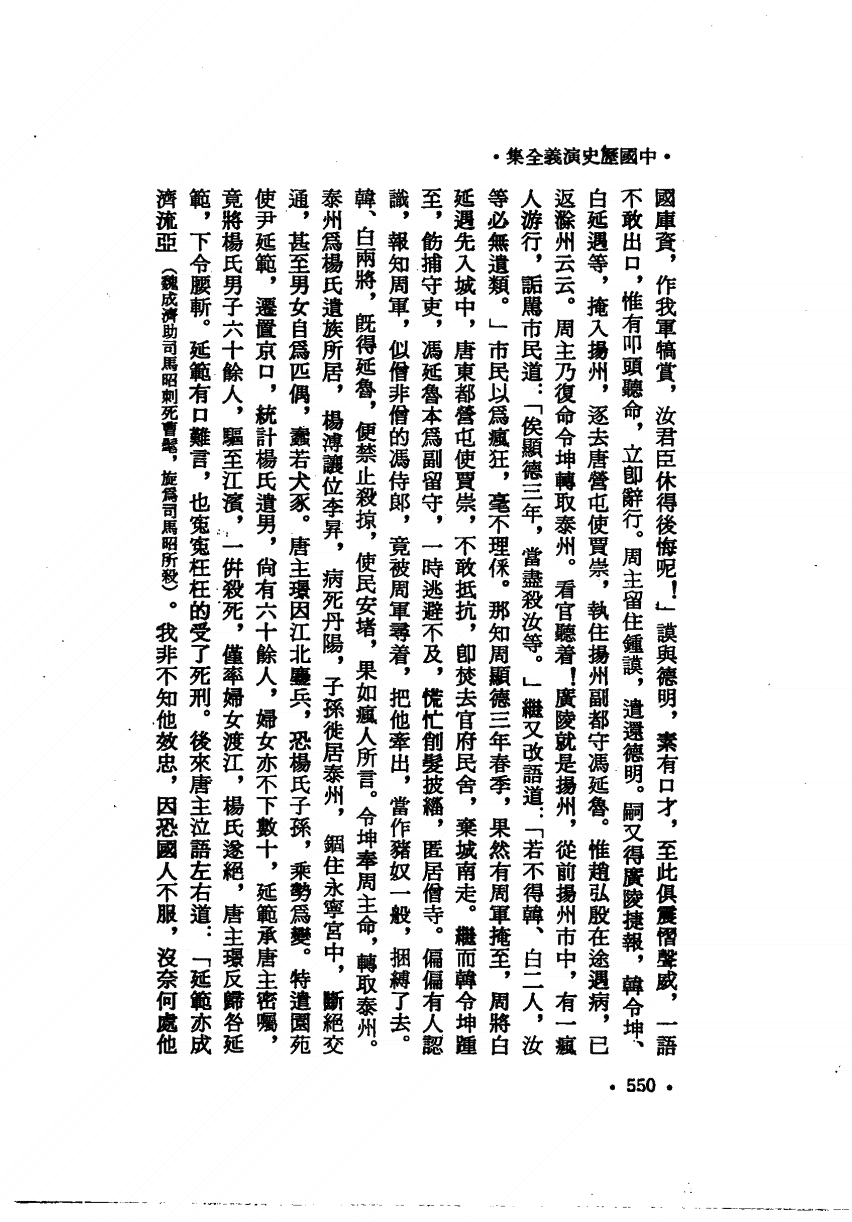 ・中國歷史演義全集・
國庫資，作我軍犒賞，汝君臣休得後悔呢！」謨與德明，素有口才，至此俱震慴聲威，一語
不敢出口，惟有叩頭聽命，立卽辭行。周主留住鍾謨，遣還德明。嗣又得廣陵捷報，韓令坤、
白延遇等，掩入揚州，逐去唐營屯使賈崇，執住揚州副都守馮延魯。惟趙弘殷在途遇病，已
返滁州云云。周主乃復命令坤轉取泰州。看官聽着！廣陵就是揚州，從前揚州市中，有一瘋
人游行，詬駡市民道：「俟顯德三年，當盡殺汝等。」繼又改語道：「若不得韓、白二人，汝
等必無遺類。」市民以爲瘋狂，毫不理保。那知周顯德三年春季，果然有周軍掩至，周將白
延遇先入城中，唐東都營屯使賈崇，不敢抵抗，卽焚去官府民舍，棄城南走。繼而韓令坤踵
至，飭捕守吏，馮延魯本爲副留守，一時逃避不及，慌忙削髮披緇，匿居僧寺。偏偏有人認
識，報知周軍，似僧非僧的馮侍郎，竟被周軍尋着，把他牽出，當作豬奴一般，捆縛了去。
韓、白兩將，旣得延魯，便禁止殺掠，使民安堵，果如瘋人所言。令坤奉周主命，轉取泰州。
泰州爲楊氏遺族所居，楊溥讓位李昇，病死丹陽，子孫徙居泰州，錮住永寧宮中，斷絕交
通，甚至男女自爲匹偶，蠢若犬豕。唐主璟因江北鏖兵，恐楊氏子孫，乘勢爲變。特遣園苑
使尹延範，遷置京口，統計楊氏遺男，尙有六十餘人，婦女亦不下數十，延範承唐主密囑，
竟將楊氏男子六十餘人，驅至江濱，一倂殺死，僅率婦女渡江，楊氏遂絕，唐主璟反歸咎延
範，下令腰斬。延範有口難言，也寃寃枉枉的受了死刑。後來唐主泣語左右道：「延範亦成
濟流亞（魏成濟助司馬昭刺死曹髦，旋爲司馬昭所殺）。我非不知他效忠，因恐國人不服，沒奈何處他
・550・